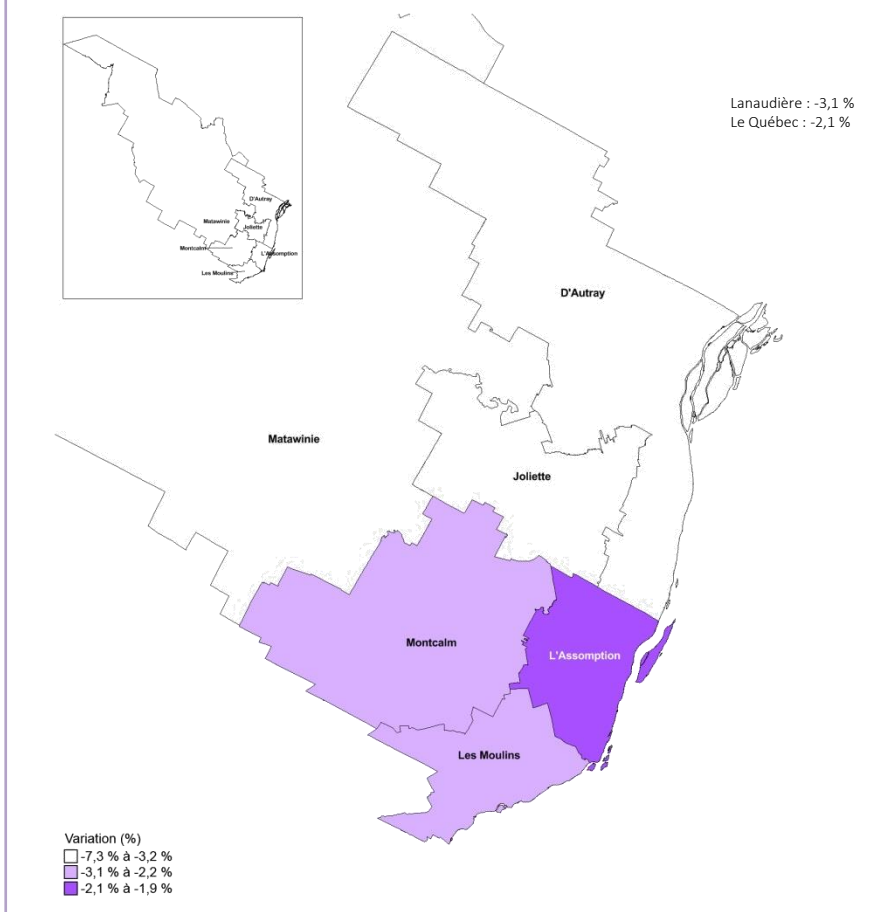 Lanaudière : -3,1 %
Le Québec : -2,1 %
D'Autray
Matawinie
Joliette
Montcalm
L'Assomption
Les Moulins
D'Autray
Matawinie
Joliette
Montcalm
L'Assomption
Les Moulins
Variation (%)
-7,3 % à -3,2 %
-3,1 % à -2,2 %
-2,1 % à -1,9 %